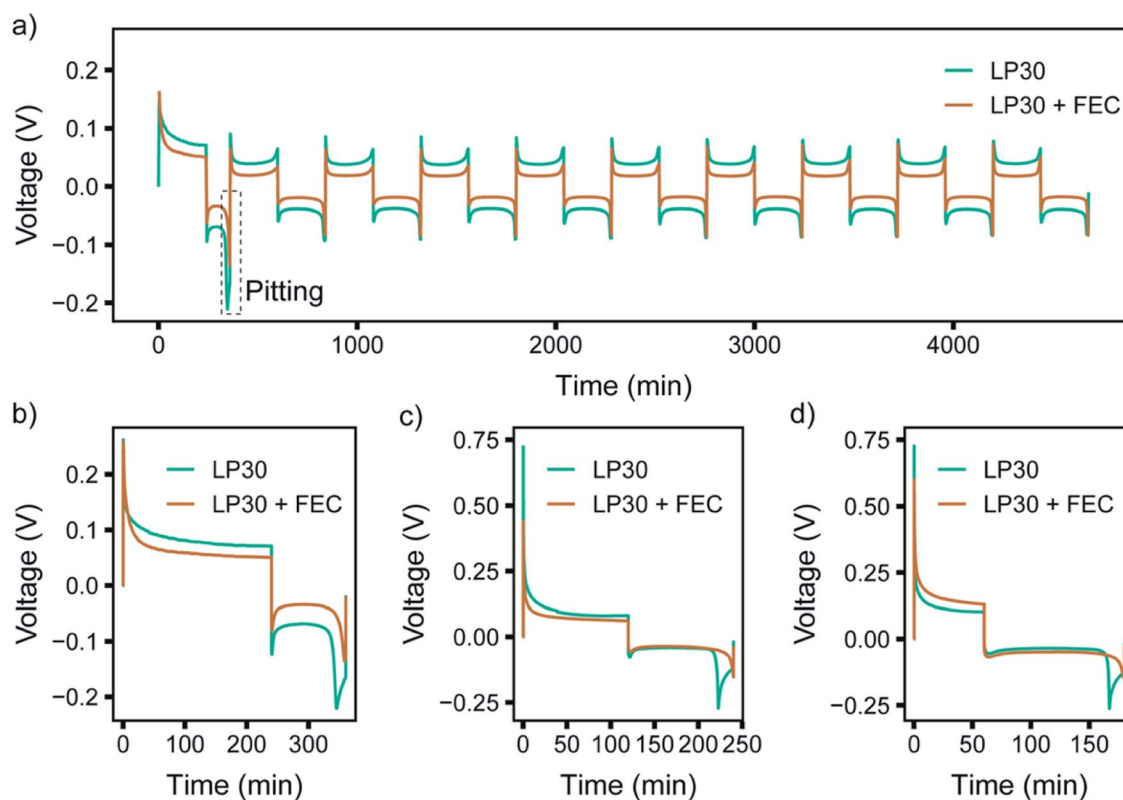 a)
0.2
0.1
0.0
−0.1
−0.2
Voltage (V)
LP30
LP30 + FEC
Pitting
0
1000
2000
3000
4000
Time (min)
b)
0.2
0.1
0.0
−0.1
−0.2
Voltage (V)
LP30
LP30 + FEC
0
100
200
300
Time (min)
c)
0.75
0.50
0.25
0.00
−0.25
Voltage (V)
LP30
LP30 + FEC
0
50
100
150
200
250
Time (min)
d)
0.75
0.50
0.25
0.00
−0.25
Voltage (V)
LP30
LP30 + FEC
0
50
100
150
Time (min)